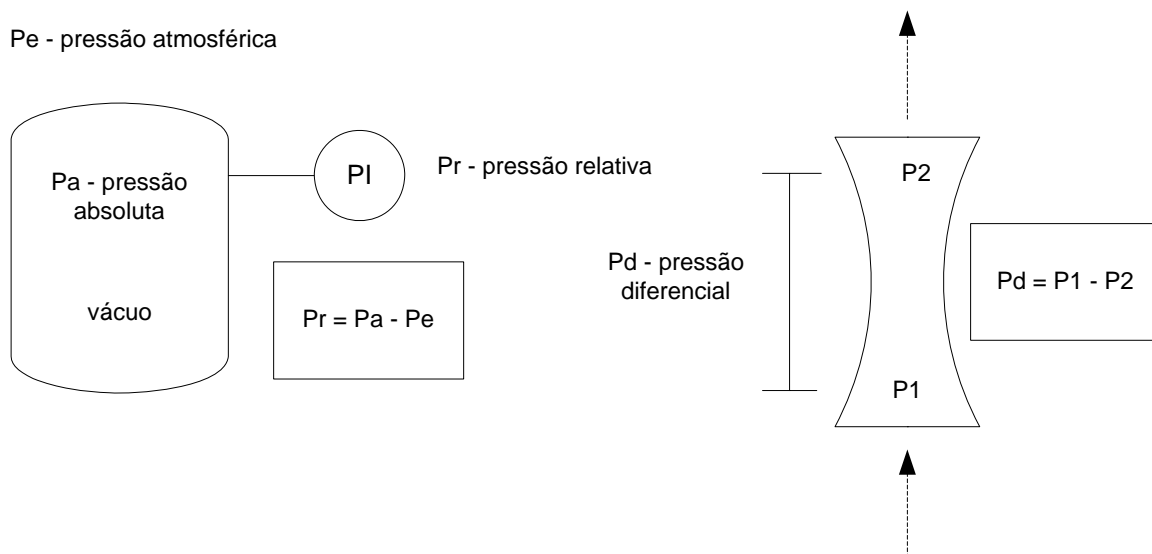 Pe - pressão atmosférica
Pa - pressão
absoluta
vácuo
PI
Pr - pressão relativa
Pr = Pa - Pe
Pd - pressão
diferencial
P2
P1
Pd = P1 - P2